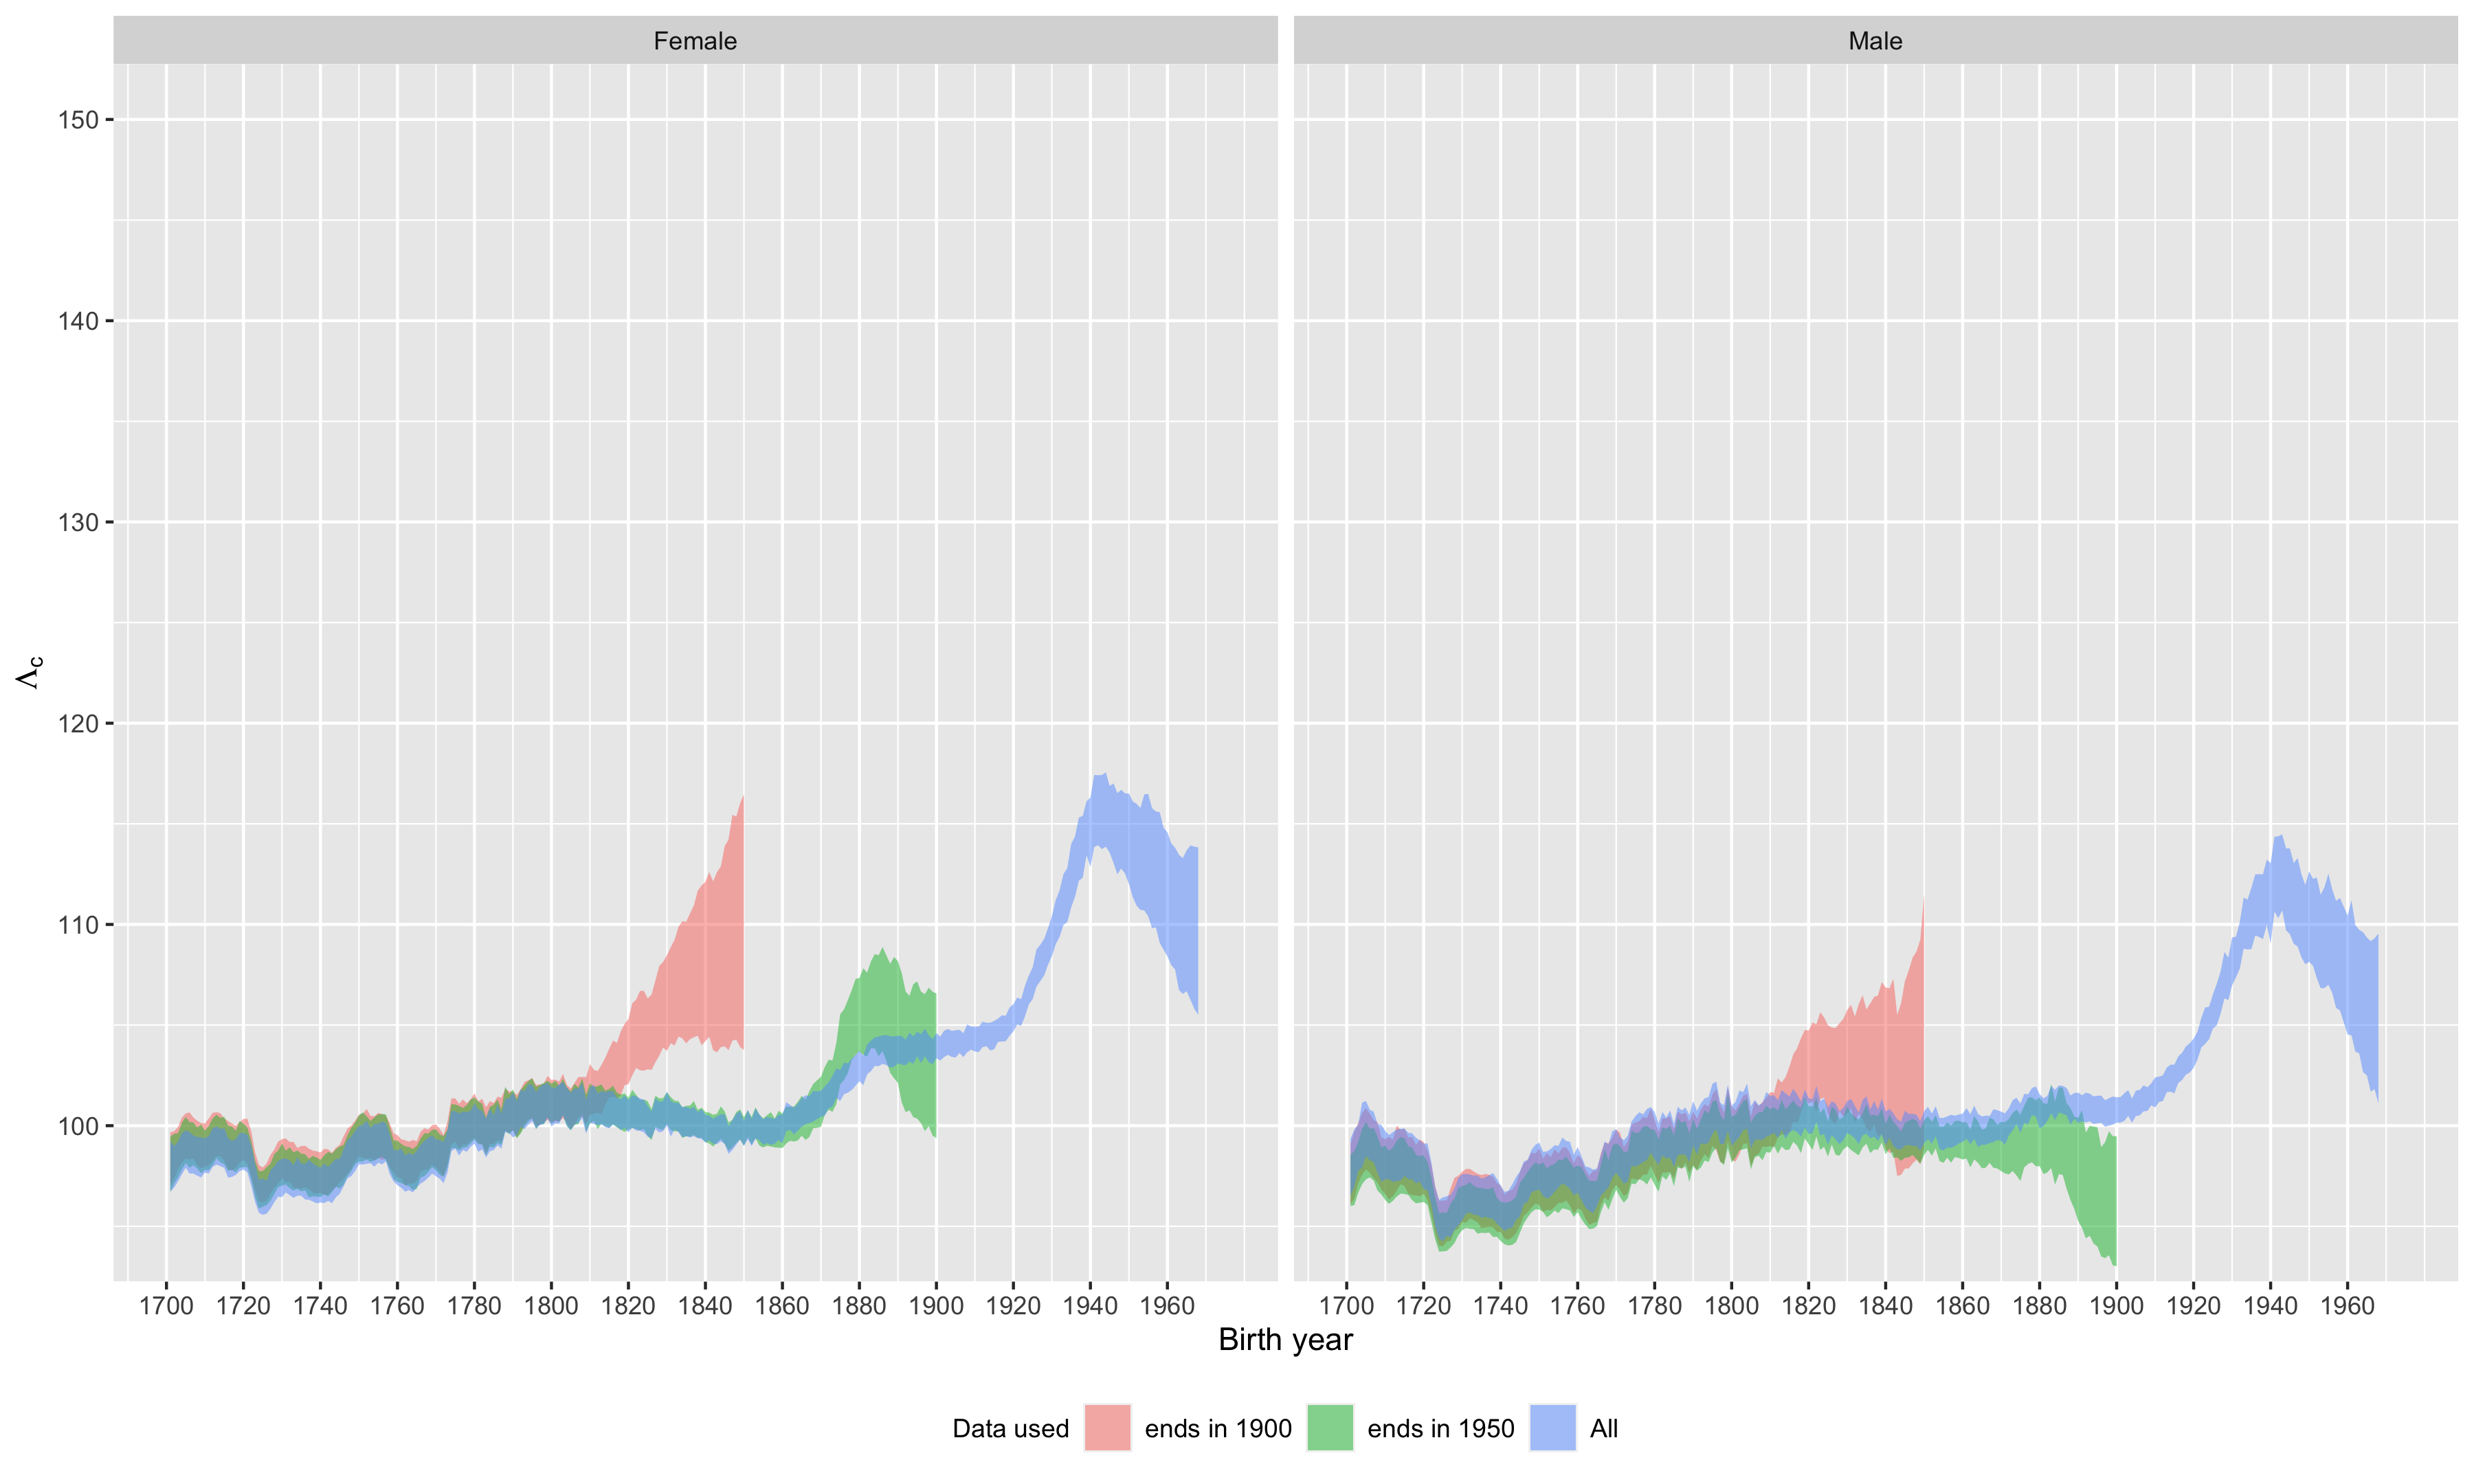 Female Male
150
140
130
120
110
100
Λc
1700 1720 1740 1760 1780 1800 1820 1840 1860 1880 1900 1920 1940 1960 1700 1720 1740 1760 1780 1800 1820 1840 1860 1880 1900 1920 1940 1960
Birth year
Data used ends in 1900 ends in 1950 All